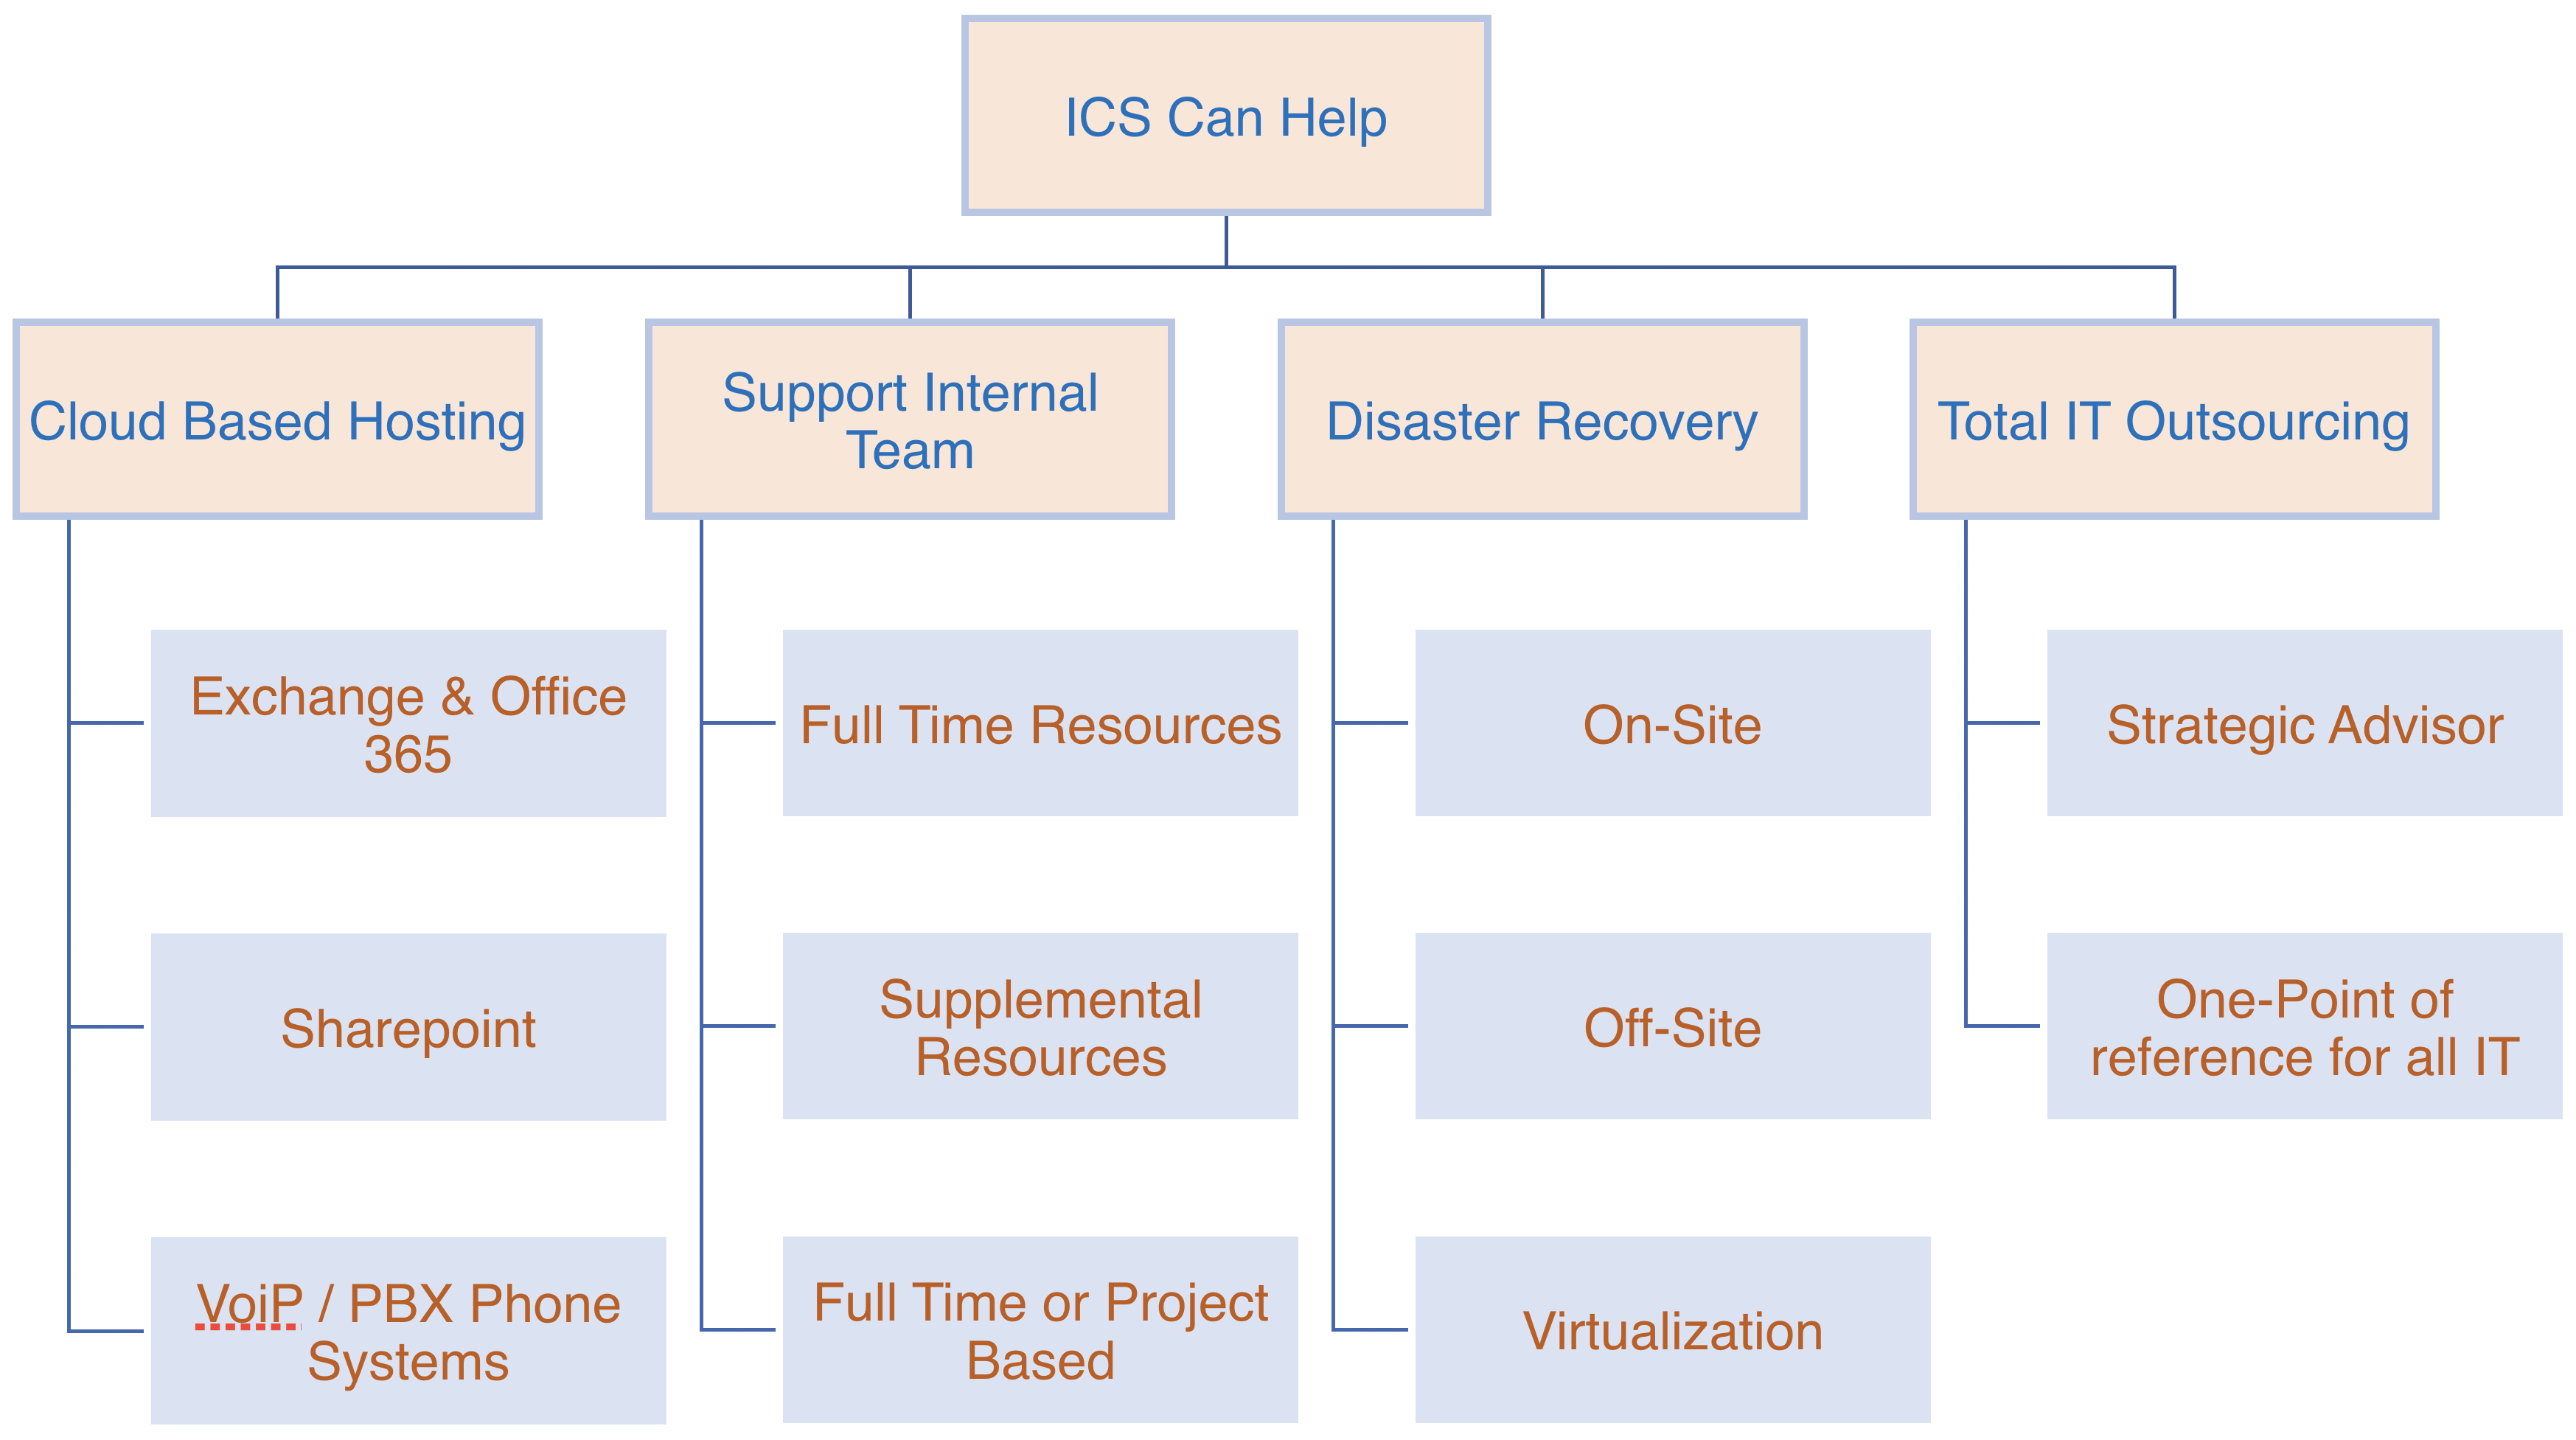 ICS Can Help
Cloud Based Hosting
Support Internal
Team
Disaster Recovery
Total IT Outsourcing
Exchange & Office
365
Full Time Resources
On-Site
Strategic Advisor
Sharepoint
Supplemental
Resources
Off-Site
One-Point of
reference for all IT
VoiP / PBX Phone
Systems
Full Time or Project
Based
Virtualization